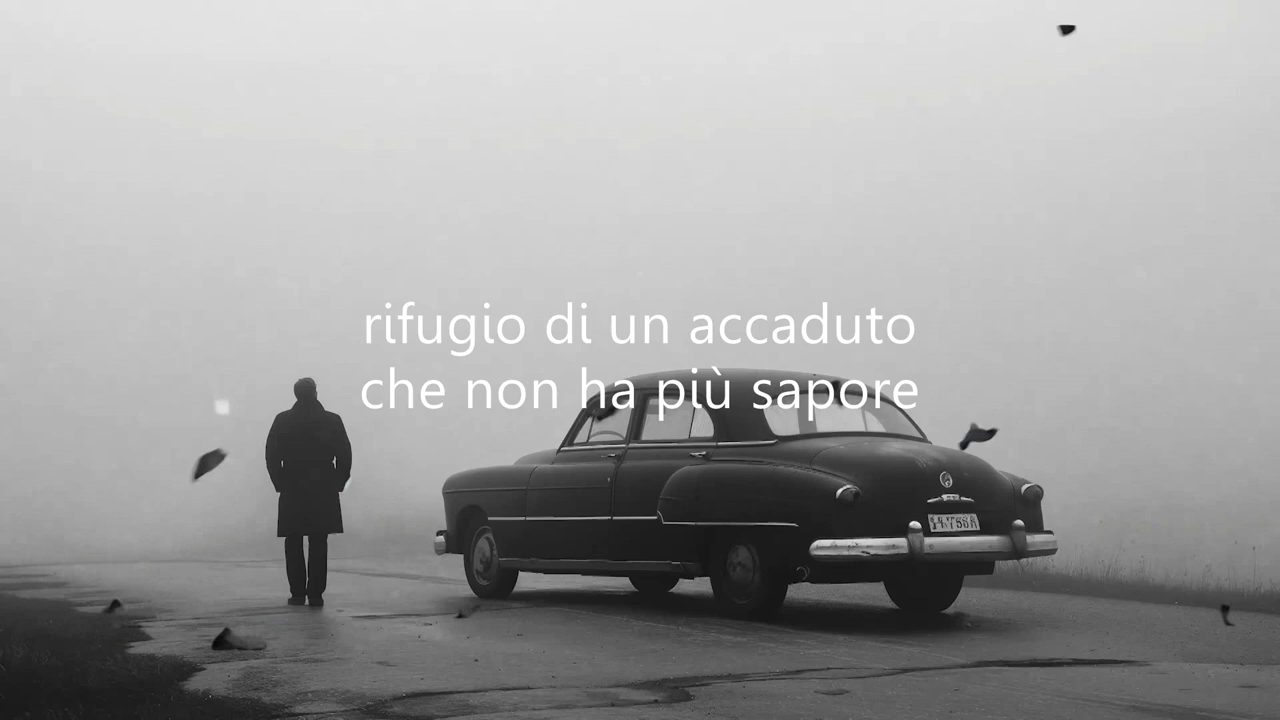 rifugio di un accaduto
che non ha più sapore